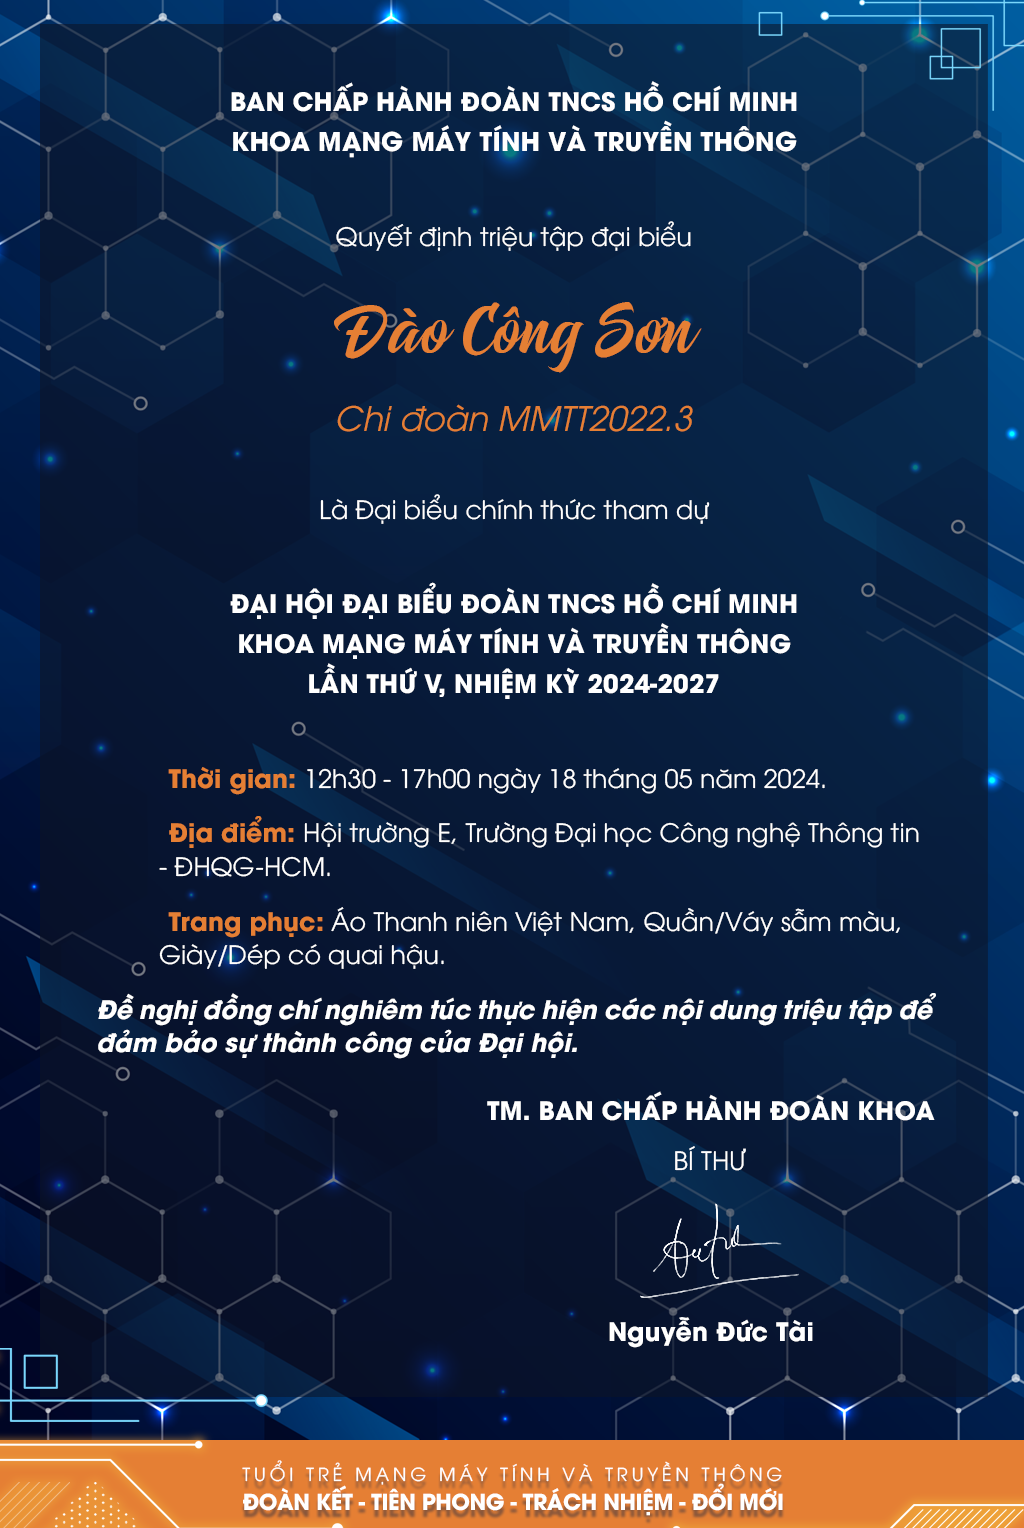 BAN CHẤP HÀNH ĐOÀN TNCS HỒ CHÍ MINH
KHOA MẠNG MÁY TÍNH VÀ TRUYỀN THÔNG
Quyết định triệu tập đại biểu
Đào Công Sơn
Chi đoàn MMTT2022.3
Là Đại biểu chính thức tham dự
ĐẠI HỘI ĐẠI BIỂU ĐOÀN TNCS HỒ CHÍ MINH
KHOA MẠNG MÁY TÍNH VÀ TRUYỀN THÔNG
LẦN THỨ V, NHIỆM KỲ 2024-2027
Thời gian: 12h30 - 17h00 ngày 18 tháng 05 năm 2024.
Địa điểm: Hội trường E, Trường Đại học Công nghệ Thông tin
- ĐHQG-HCM.
Trang phục: Áo Thanh niên Việt Nam, Quần/Váy sẫm màu,
Giày/Dép có quai hậu.
Đề nghị đồng chí nghiêm túc thực hiện các nội dung triệu tập để
đảm bảo sự thành công của Đại hội.
TM. BAN CHẤP HÀNH ĐOÀN KHOA
BÍ THƯ
Nguyễn Đức Tài
TUỔI TRẺ MẠNG MÁY TÍNH VÀ TRUYỀN THÔNG
ĐOÀN KẾT - TIÊN PHONG - TRÁCH NHIỆM - ĐỔI MỚI